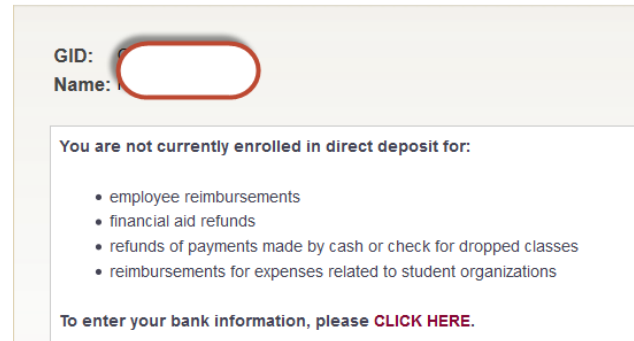 GID:
Name:
You are not currently enrolled in direct deposit for:
• employee reimbursements
• financial aid refunds
• refunds of payments made by cash or check for dropped classes
• reimbursements for expenses related to student organizations
To enter your bank information, please CLICK HERE.